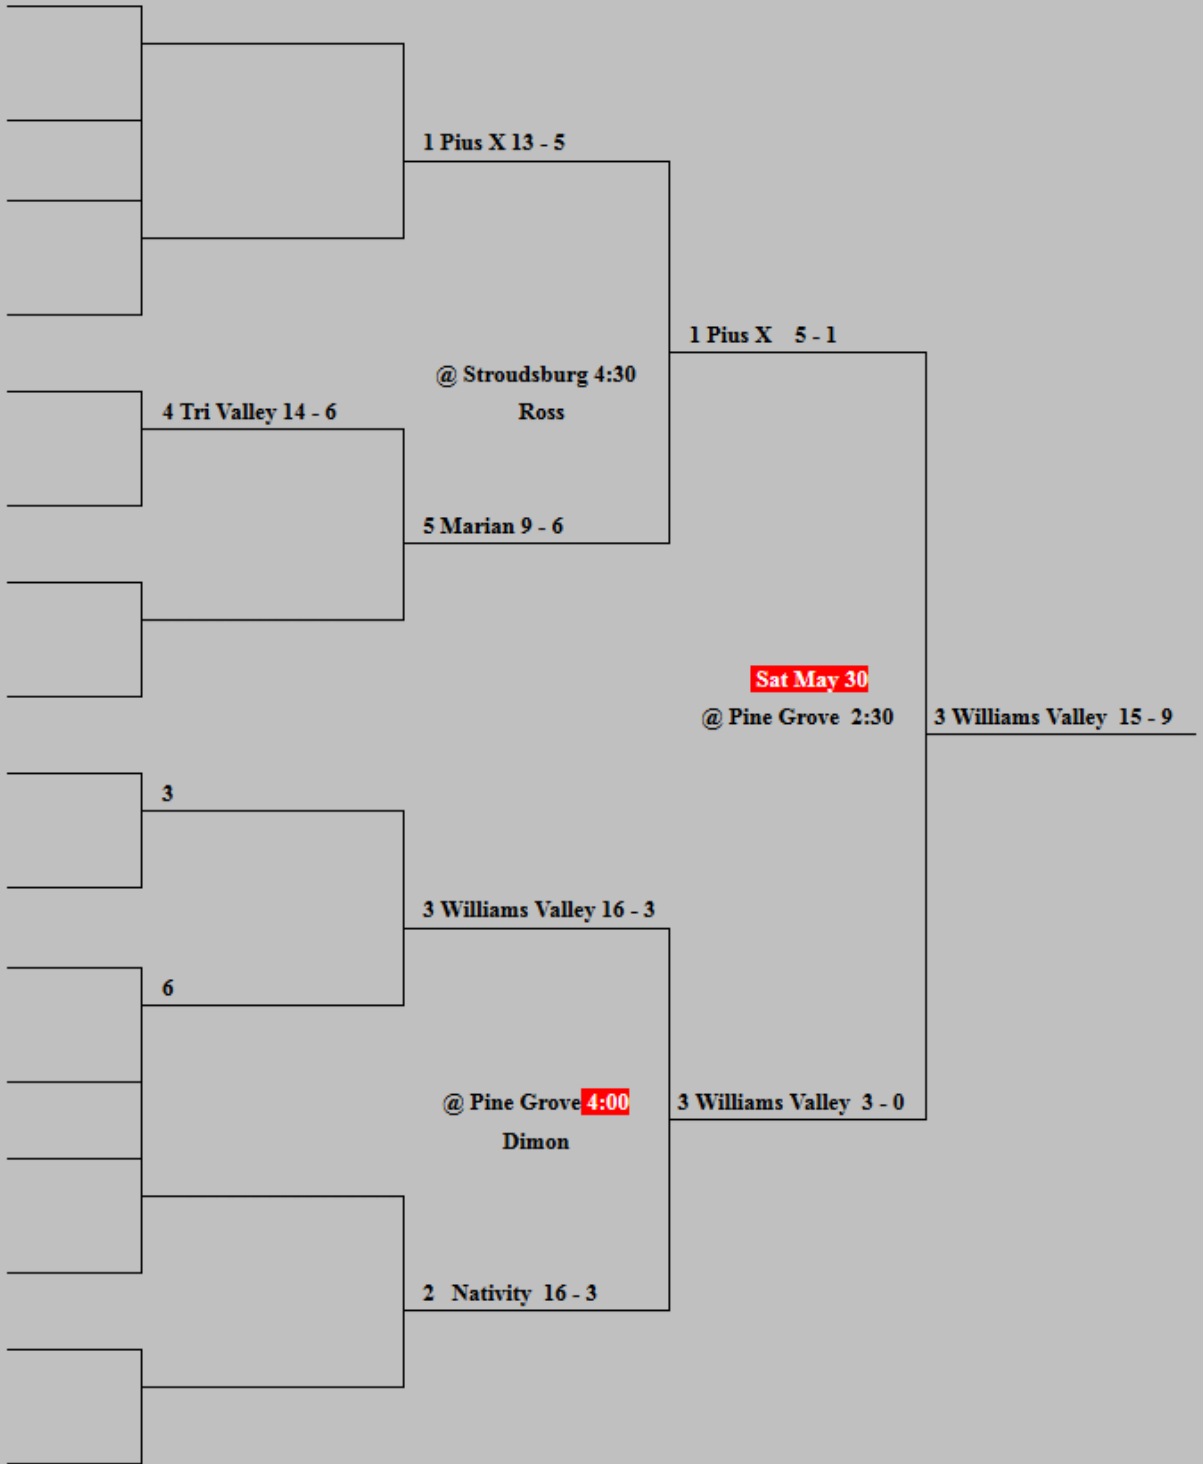 1 Pius X 13 - 5
1 Pius X 5 - 1
@ Stroudsburg 4:30
Ross
4 Tri Valley 14 - 6
5 Marian 9 - 6
Sat May 30
@ Pine Grove 2:30
3 Williams Valley 15 - 9
3
3 Williams Valley 16 - 3
6
@ Pine Grove 4:00
Dimon
3 Williams Valley 3 - 0
2 Nativity 16 - 3